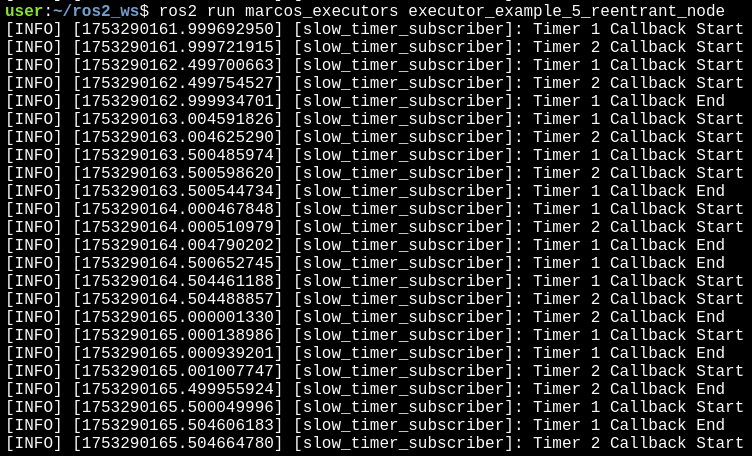 user:~/ros2_ws$ ros2 run marcos_executors executor_example_5_reentrant_node
[INFO] [1753290161.999692950] [slow_timer_subscriber]: Timer 1 Callback Start
[INFO] [1753290161.999721915] [slow_timer_subscriber]: Timer 2 Callback Start
[INFO] [1753290162.499700663] [slow_timer_subscriber]: Timer 1 Callback Start
[INFO] [1753290162.499754527] [slow_timer_subscriber]: Timer 2 Callback Start
[INFO] [1753290162.999934701] [slow_timer_subscriber]: Timer 1 Callback End
[INFO] [1753290163.004591826] [slow_timer_subscriber]: Timer 1 Callback Start
[INFO] [1753290163.004625290] [slow_timer_subscriber]: Timer 2 Callback Start
[INFO] [1753290163.500485974] [slow_timer_subscriber]: Timer 1 Callback Start
[INFO] [1753290163.500598620] [slow_timer_subscriber]: Timer 2 Callback Start
[INFO] [1753290163.500544734] [slow_timer_subscriber]: Timer 1 Callback End
[INFO] [1753290164.000467848] [slow_timer_subscriber]: Timer 1 Callback Start
[INFO] [1753290164.000510979] [slow_timer_subscriber]: Timer 2 Callback Start
[INFO] [1753290164.004790202] [slow_timer_subscriber]: Timer 1 Callback End
[INFO] [1753290164.500652745] [slow_timer_subscriber]: Timer 1 Callback End
[INFO] [1753290164.504461188] [slow_timer_subscriber]: Timer 1 Callback Start
[INFO] [1753290164.504488857] [slow_timer_subscriber]: Timer 2 Callback Start
[INFO] [1753290165.000001330] [slow_timer_subscriber]: Timer 2 Callback End
[INFO] [1753290165.000138986] [slow_timer_subscriber]: Timer 1 Callback Start
[INFO] [1753290165.000939201] [slow_timer_subscriber]: Timer 1 Callback End
[INFO] [1753290165.001007747] [slow_timer_subscriber]: Timer 2 Callback Start
[INFO] [1753290165.499955924] [slow_timer_subscriber]: Timer 2 Callback End
[INFO] [1753290165.500049996] [slow_timer_subscriber]: Timer 1 Callback Start
[INFO] [1753290165.504606183] [slow_timer_subscriber]: Timer 1 Callback End
[INFO] [1753290165.504664780] [slow_timer_subscriber]: Timer 2 Callback Start